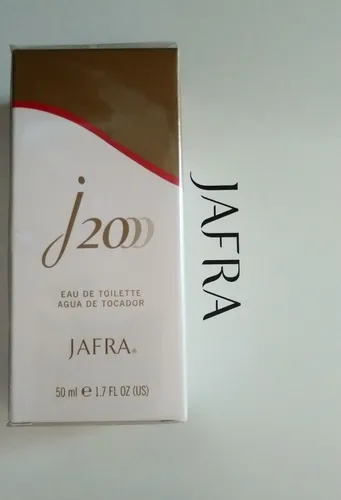 j2000
EAU DE TOILETTE
AGUA DE TOCADOR
JAFRA®
50 ml ℮ 1.7 FL OZ (US)
JAFRA